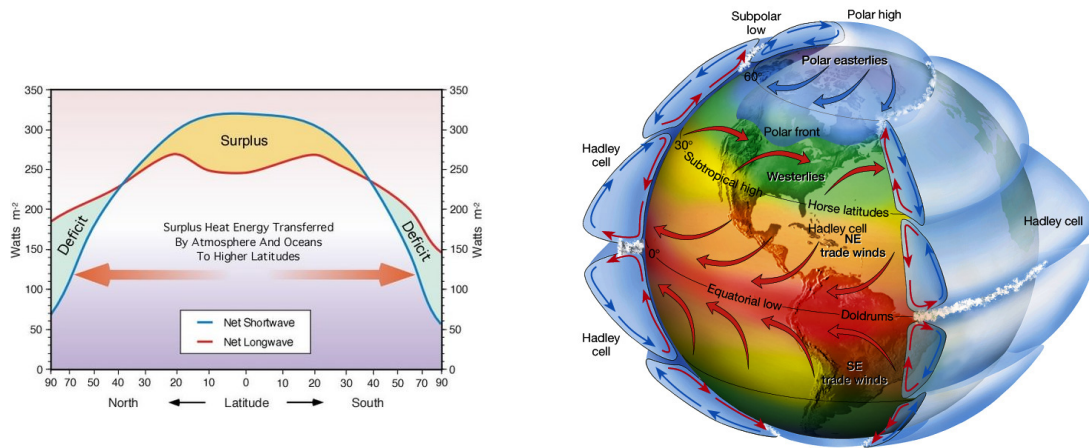 350
300
250
200
150
100
50
0
Watts m-2
Surplus
Deficit
Deficit
Surplus Heat Energy Transferred
By Atmosphere And Oceans
To Higher Latitudes
Net Shortwave
Net Longwave
350
300
250
200
150
100
50
0
Watts m-2
90 70 50 40 30 20 10 0 10 20 30 40 50 70 90
North Latitude South
Subpolar
low
Polar high
Polar easterlies
60°
Polar front
30°
Hadley
cell
Subtropical high
Westerlies
Horse latitudes
Hadley cell
Hadley cell
NE
trade winds
0°
Equatorial low
Doldrums
Hadley
cell
SE
trade winds